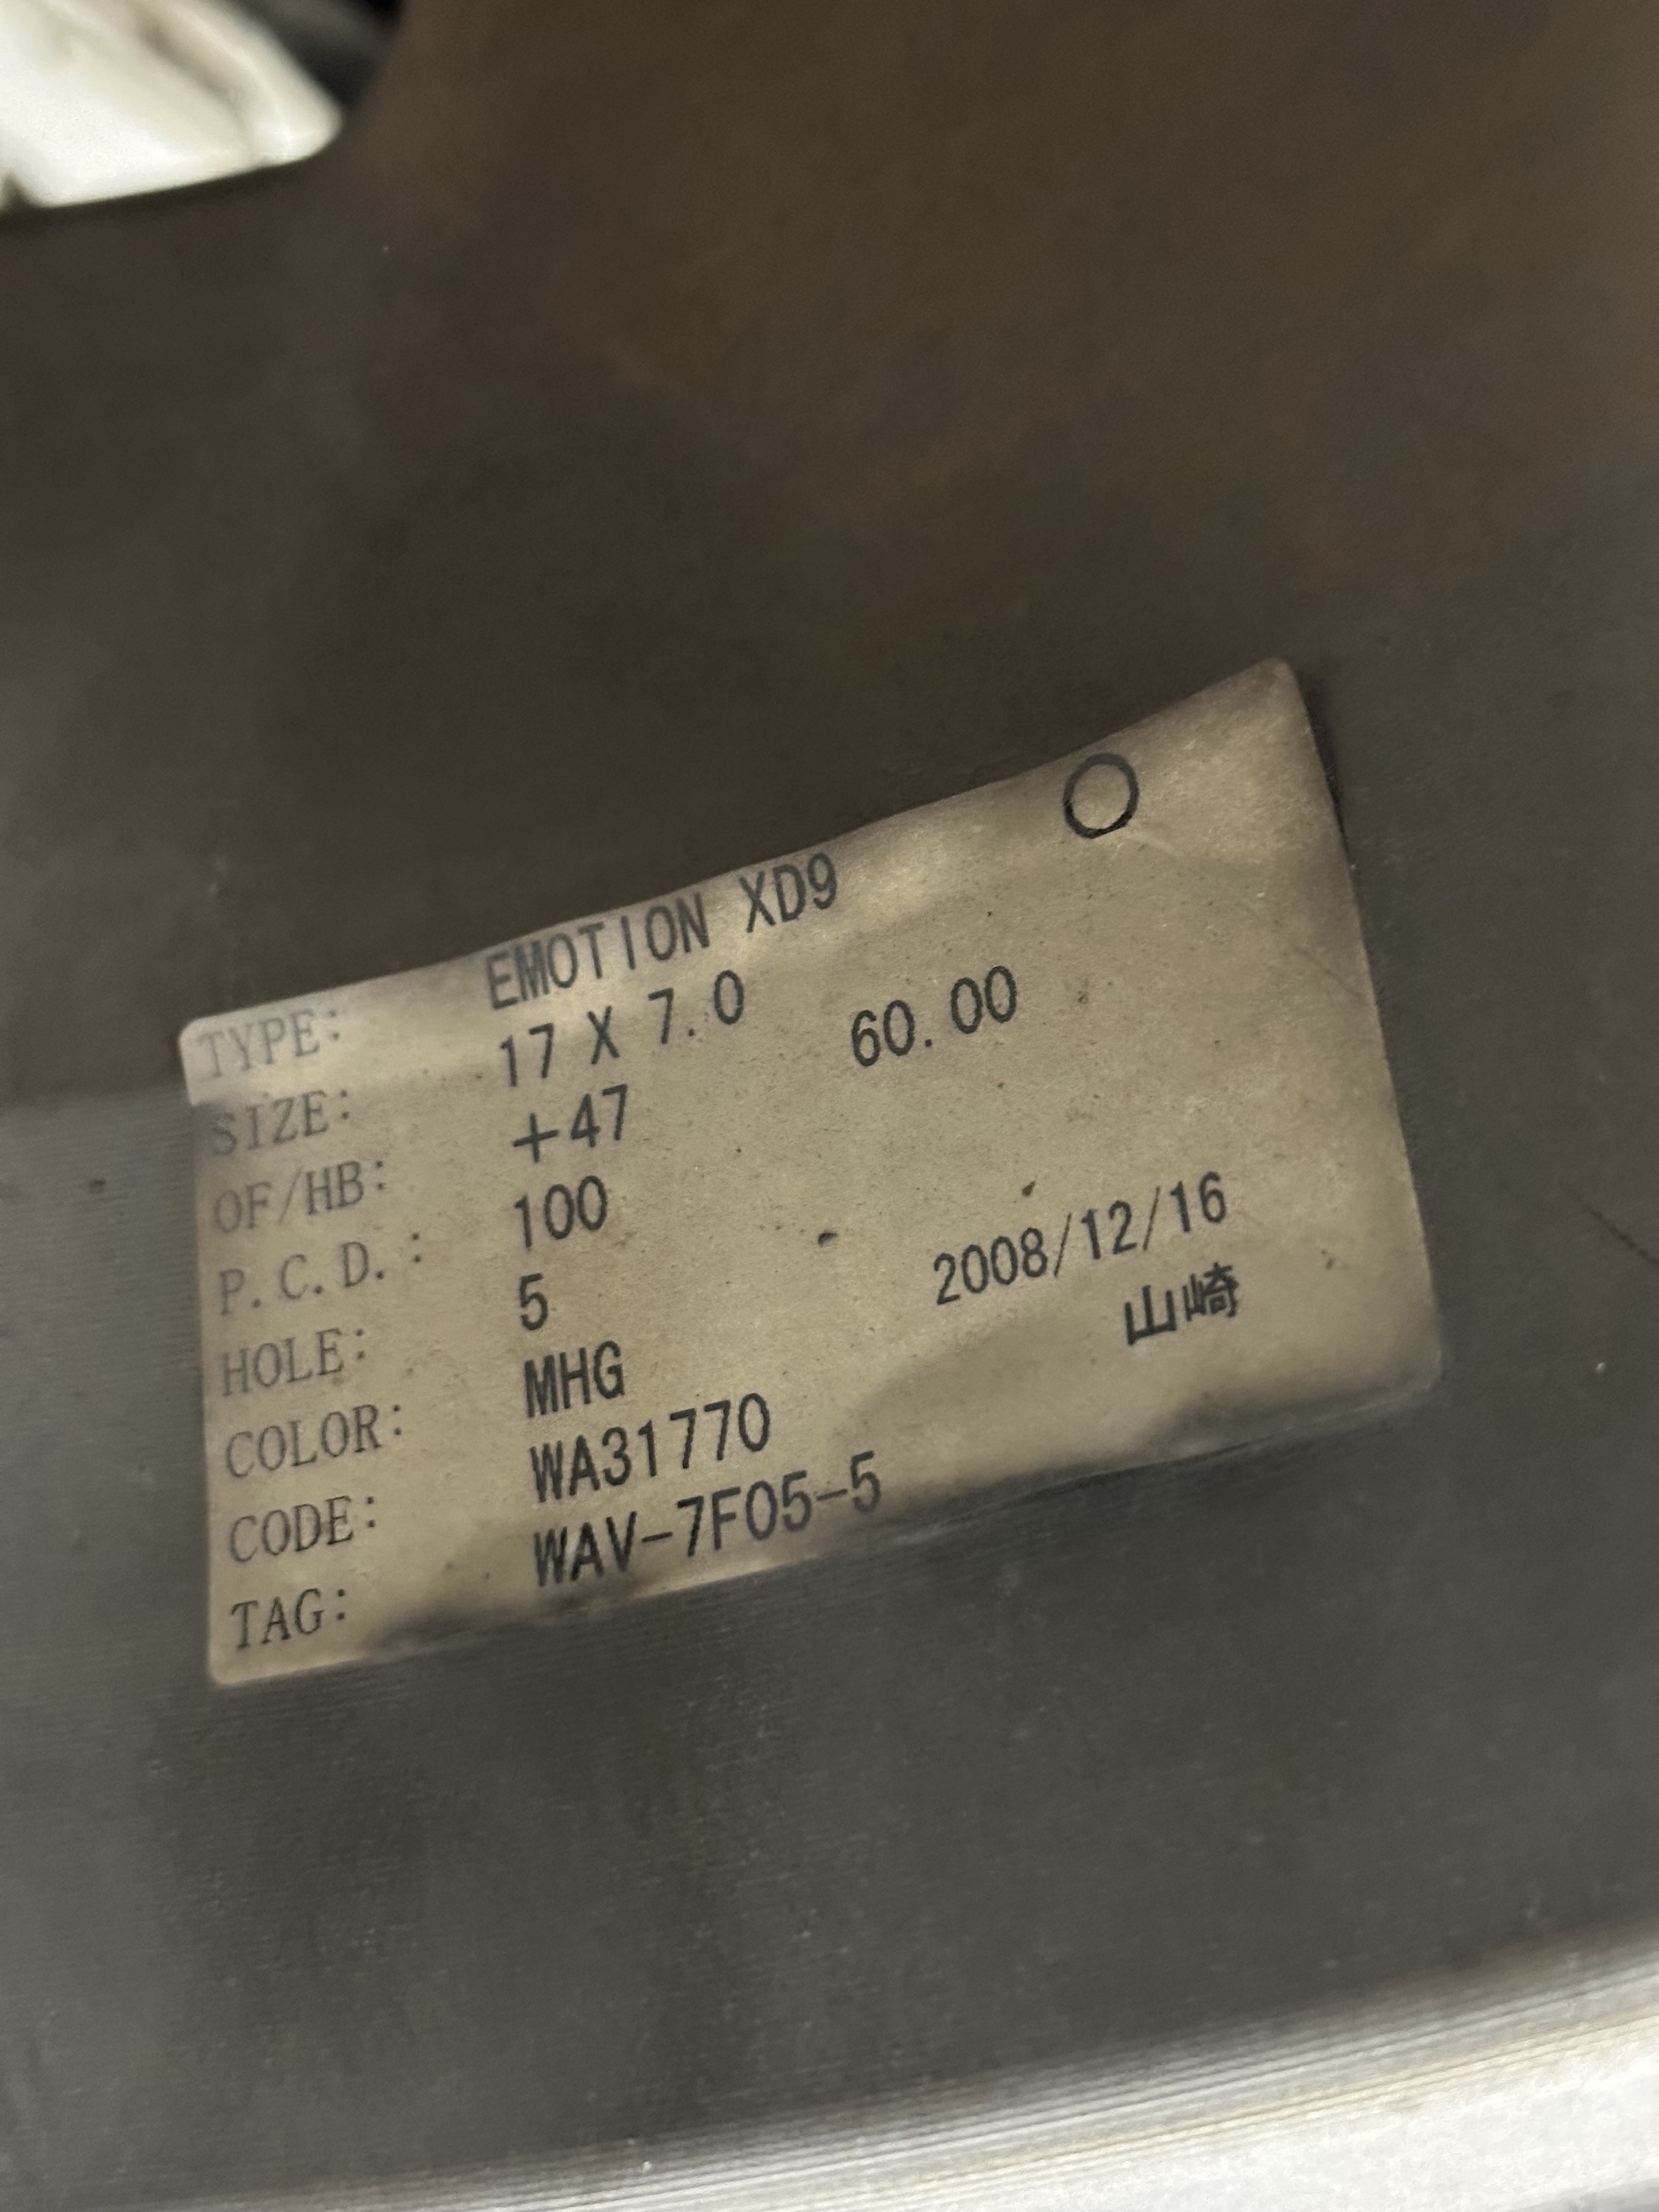 TYPE: EMOTION XD9 ○
SIZE: 17 X 7.0
OF/HB: +47 60.00
P.C.D.: 100
HOLE: 5
COLOR: MHG 2008/12/16
CODE: WA31770 山崎
TAG: WAV-7F05-5